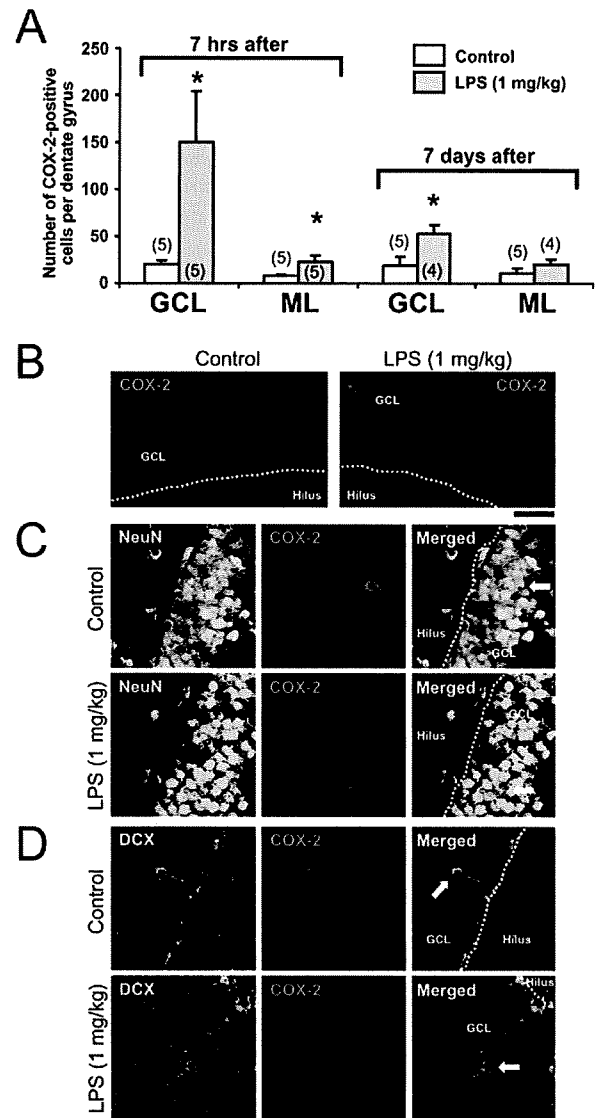 A
Number of COX-2-positive
cells per dentate gyrus
250
200
150
100
50
0
7 hrs after
Control
LPS (1 mg/kg)
7 days after
*
*
*
(5)
(5)
(5)
(5)
(5)
(4)
(5)
(4)
GCL
ML
GCL
ML
B
Control
LPS (1 mg/kg)
COX-2
GCL
Hilus
COX-2
GCL
Hilus
C
Control
NeuN
COX-2
Merged
Hilus
GCL
LPS (1 mg/kg)
NeuN
COX-2
Merged
GCL
Hilus
D
Control
DCX
COX-2
Merged
GCL
Hilus
LPS (1 mg/kg)
DCX
COX-2
Merged
Hilus
GCL